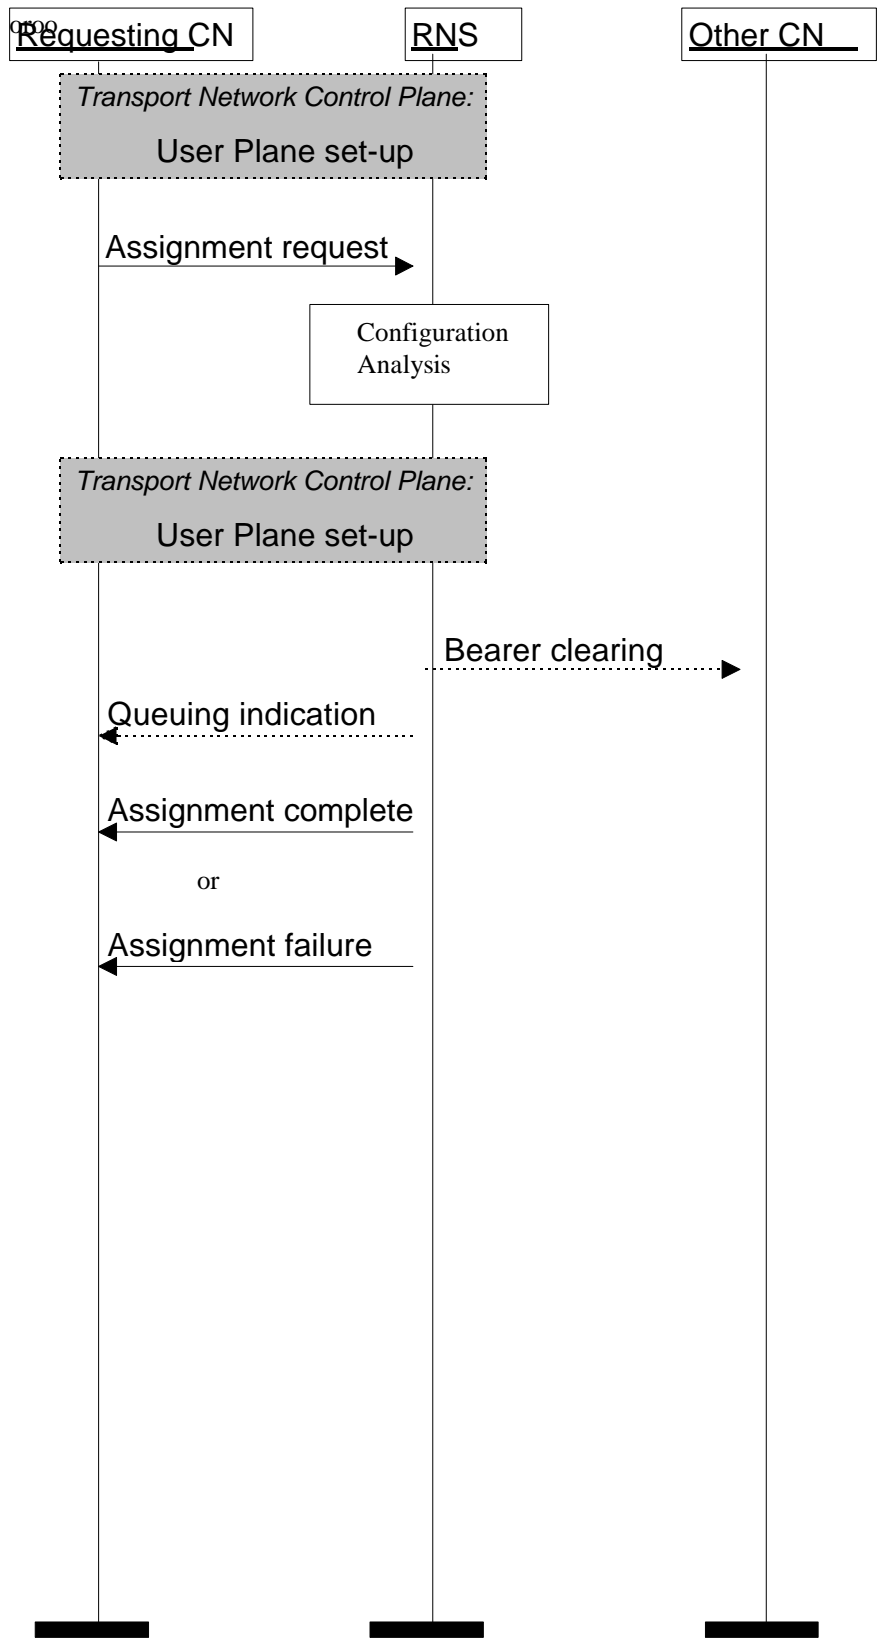 oroo
Requesting CN
RNS
Other CN
Transport Network Control Plane:
User Plane set-up
Assignment request
Configuration
Analysis
Transport Network Control Plane:
User Plane set-up
Bearer clearing
Queuing indication
Assignment complete
or
Assignment failure